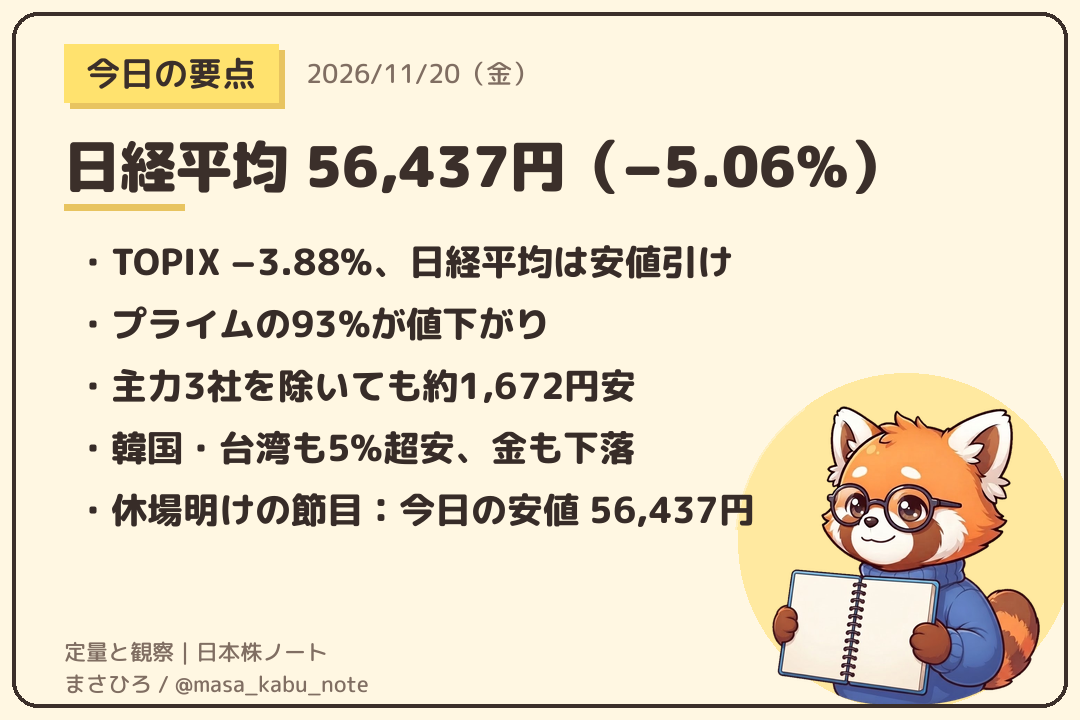 今日の要点
2026/11/20（金）
日経平均 56,437円（−5.06%）
・TOPIX −3.88%、日経平均は安値引け
・プライムの93%が値下がり
・主力3社を除いても約1,672円安
・韓国・台湾も5%超安、金も下落
・休場明けの節目：今日の安値 56,437円
定量と観察 | 日本株ノート
まさひろ / @masa_kabu_note